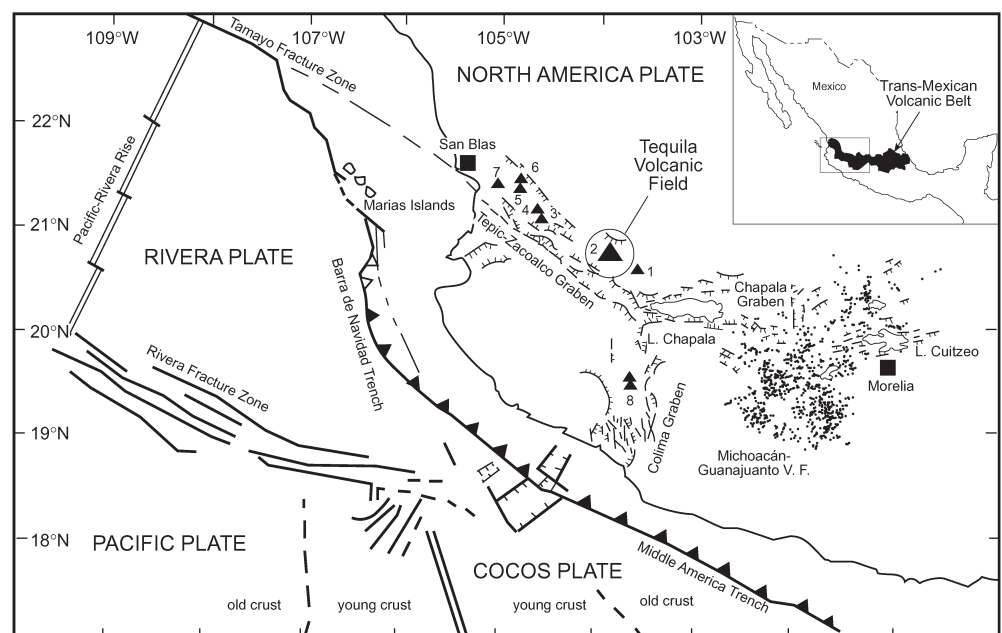 109°W
107°W
105°W
103°W
Tamayo Fracture Zone
NORTH AMERICA PLATE
Mexico
Trans-Mexican
Volcanic Belt
22°N
San Blas
Tequila
Volcanic
Field
Pacific-Rivera Rise
7
6
5
4
3
Marias Islands
21°N
Tepic-Zacoalco Graben
2
1
RIVERA PLATE
Barra de Navidad Trench
Chapala
Graben
20°N
L. Chapala
L. Cuitzeo
Rivera Fracture Zone
8
Morelia
Colima Graben
19°N
Michoacán-
Guanajuanto V. F.
18°N
PACIFIC PLATE
COCOS PLATE
Middle America Trench
old crust
young crust
young crust
old crust